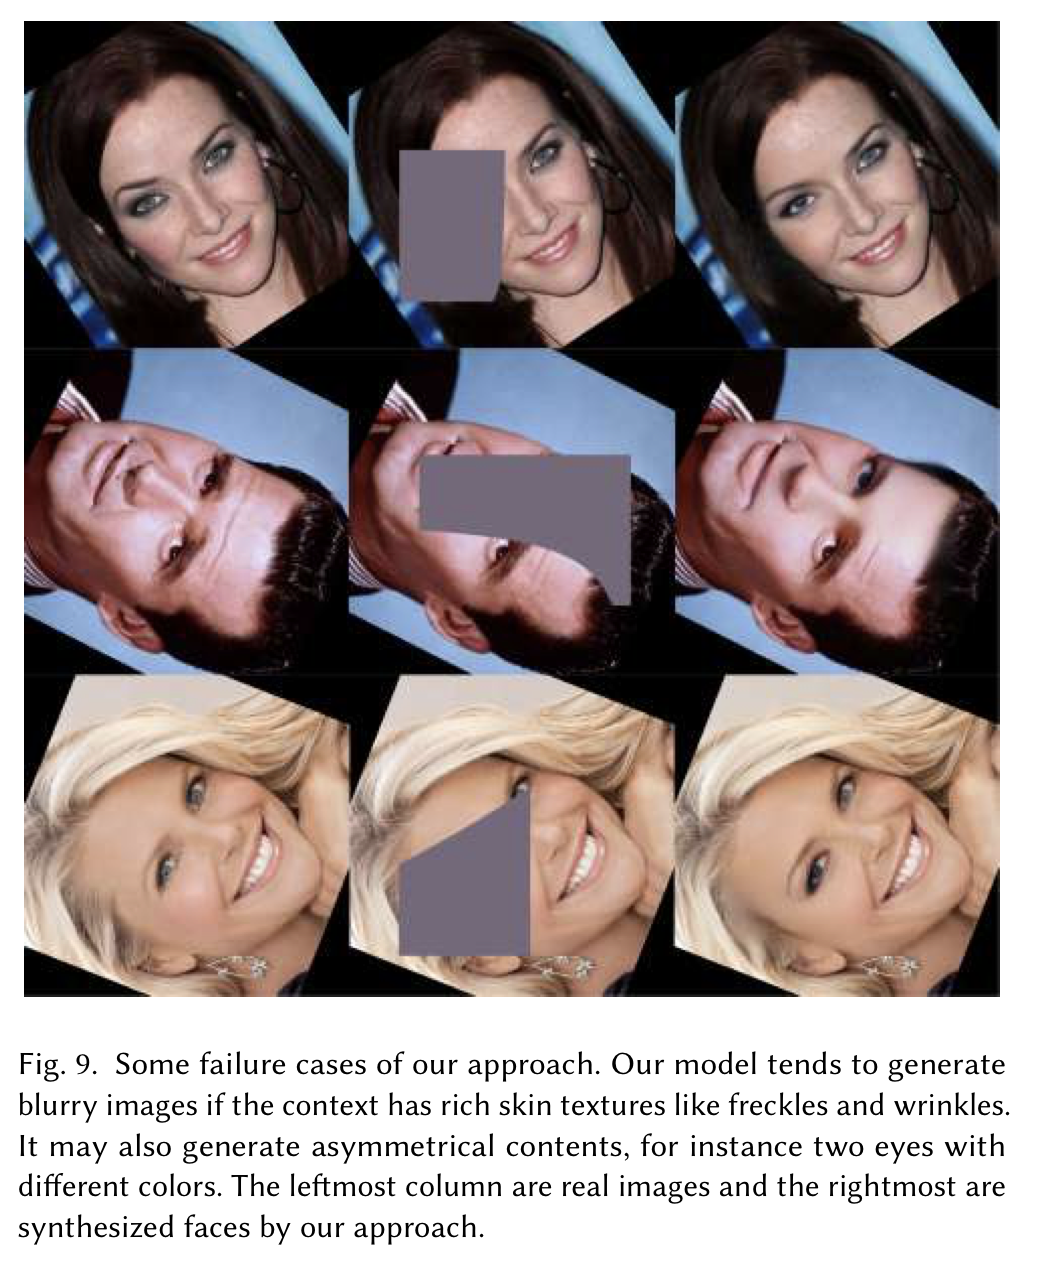 Fig. 9. Some failure cases of our approach. Our model tends to generate
blurry images if the context has rich skin textures like freckles and wrinkles.
It may also generate asymmetrical contents, for instance two eyes with
different colors. The leftmost column are real images and the rightmost are
synthesized faces by our approach.